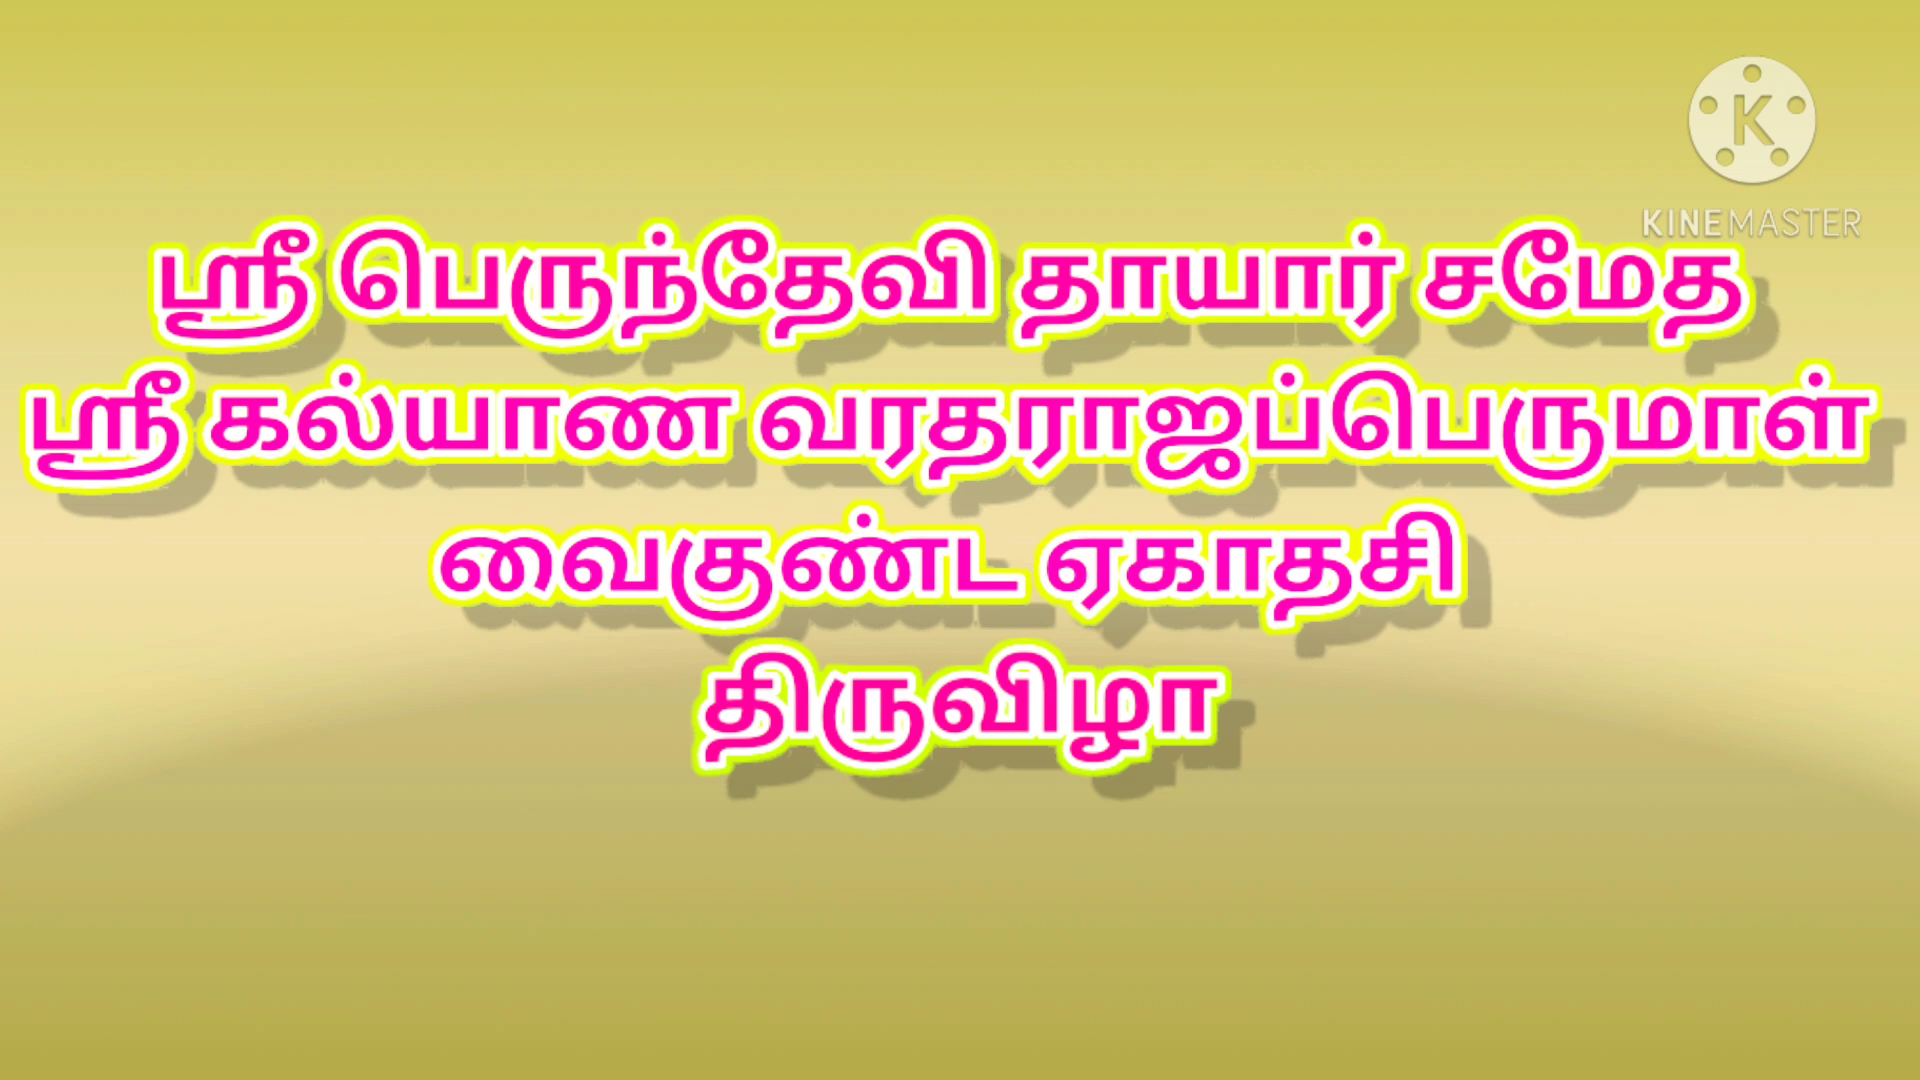 KINEMASTER
ஸ்ரீ பெருந்தேவி தாயார் சமேத
ஸ்ரீ கல்யாண வரதராஜப்பெருமாள்
வைகுண்ட ஏகாதசி
திருவிழா